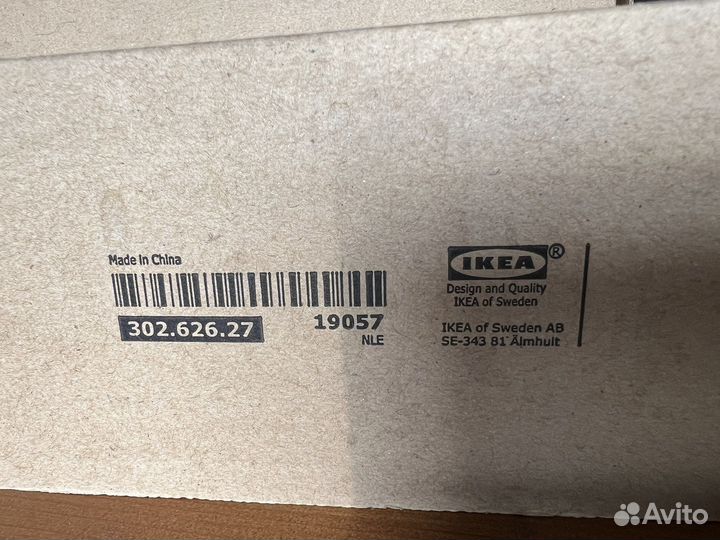 Made in China
302.626.27
19057
NLE
IKEA®
Design and Quality
IKEA of Sweden
IKEA of Sweden AB
SE-343 81 Älmhult
Avito